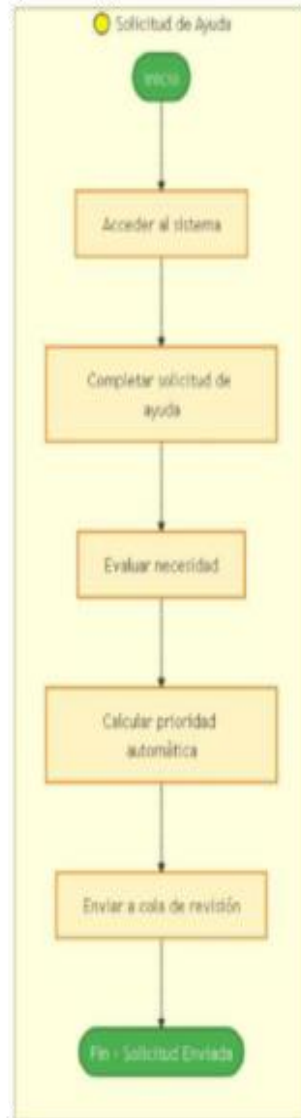 Solicitud de Ayuda
Inicio
Acceder al sistema
Completar solicitud de
ayuda
Evaluar necesidad
Calcular prioridad
automática
Enviar a cola de revisión
Fin - Solicitud Enviada